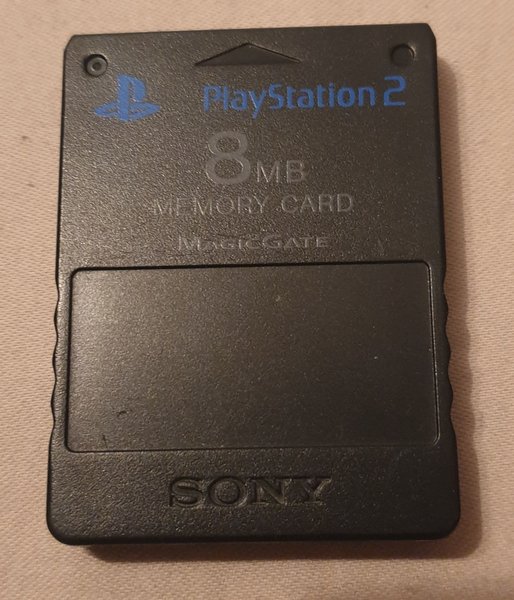 PlayStation 2
8MB
MEMORY CARD
MAGICGATE
SONY